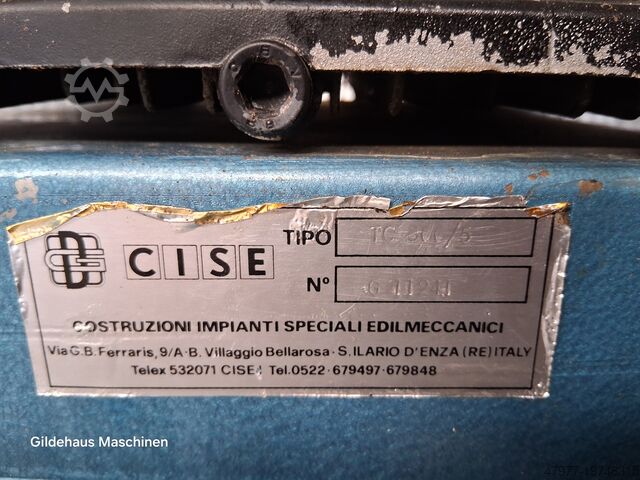 CISE
TIPO
N°
COSTRUZIONI IMPIANTI SPECIALI EDILMECCANICI
Via G.B. Ferraris, 9/A-B. Villaggio Bellarosa - S. ILARIO D'ENZA (RE) ITALY
Telex 532071 CISE-I Tel. 0522-679497-679848
Gildehaus Maschinen